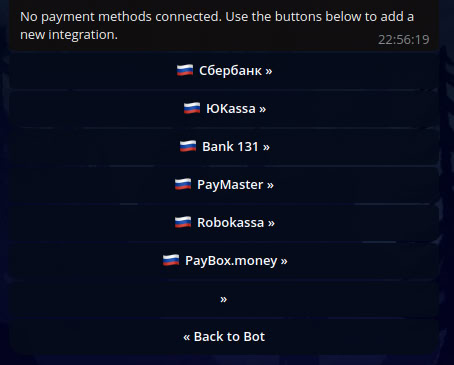 No payment methods connected. Use the buttons below to add a
new integration.
22:56:19
Сбербанк »
ЮKassa »
Bank 131 »
PayMaster »
Robokassa »
PayBox.money »
»
« Back to Bot